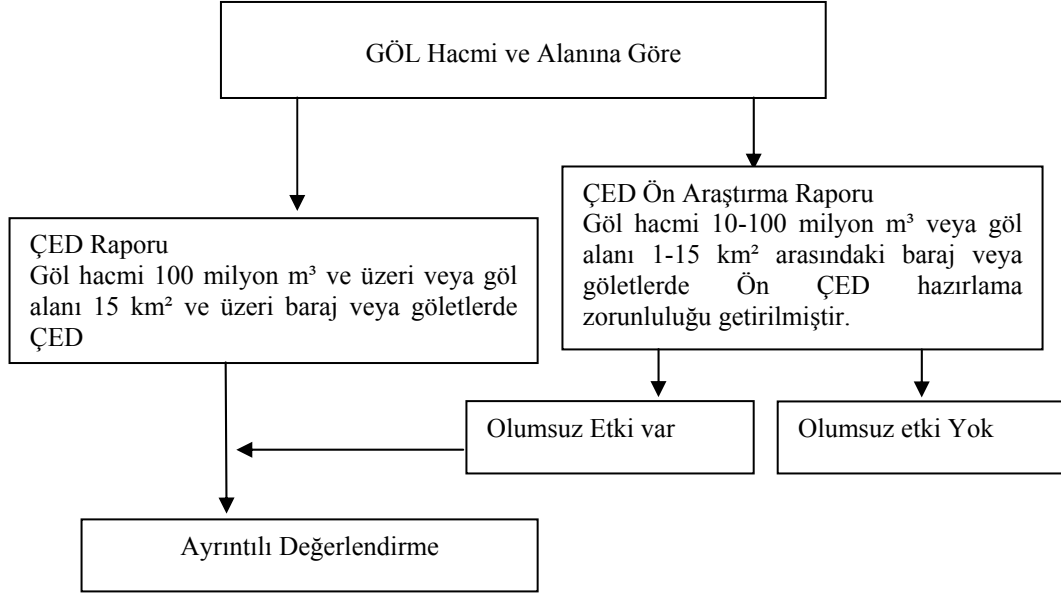 GÖL Hacmi ve Alanına Göre
ÇED Raporu
Göl hacmi 100 milyon m³ ve üzeri veya göl
alanı 15 km² ve üzeri baraj veya göletlerde
ÇED
ÇED Ön Araştırma Raporu
Göl hacmi 10-100 milyon m³ veya göl
alanı 1-15 km² arasındaki baraj veya
göletlerde Ön ÇED hazırlama
zorunluluğu getirilmiştir.
Olumsuz Etki var
Olumsuz etki Yok
Ayrıntılı Değerlendirme